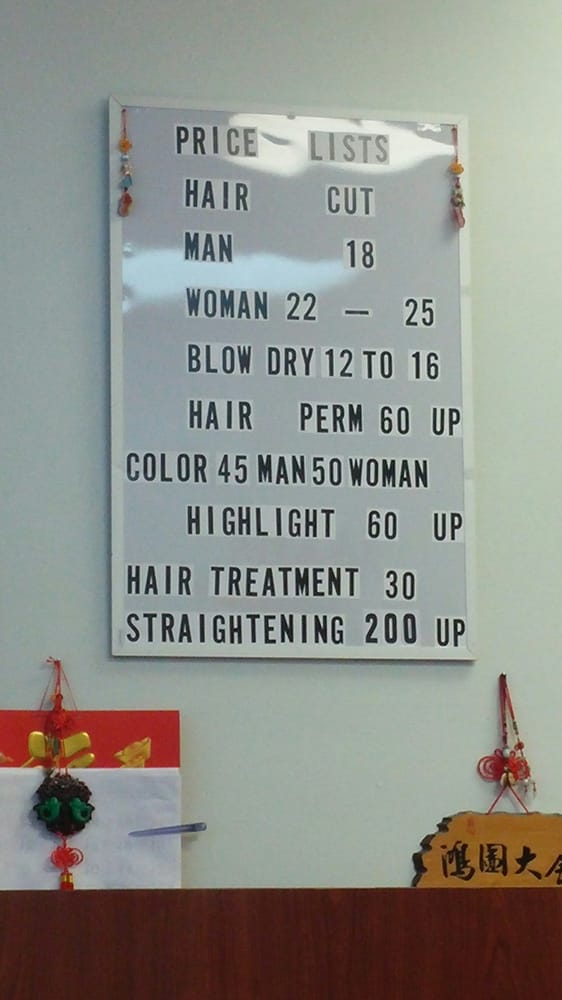 PRICE LISTS
HAIR CUT
MAN 18
WOMAN 22 — 25
BLOW DRY 12 TO 16
HAIR PERM 60 UP
COLOR 45 MAN 50 WOMAN
HIGHLIGHT 60 UP
HAIR TREATMENT 30
STRAIGHTENING 200 UP
鴻圖大